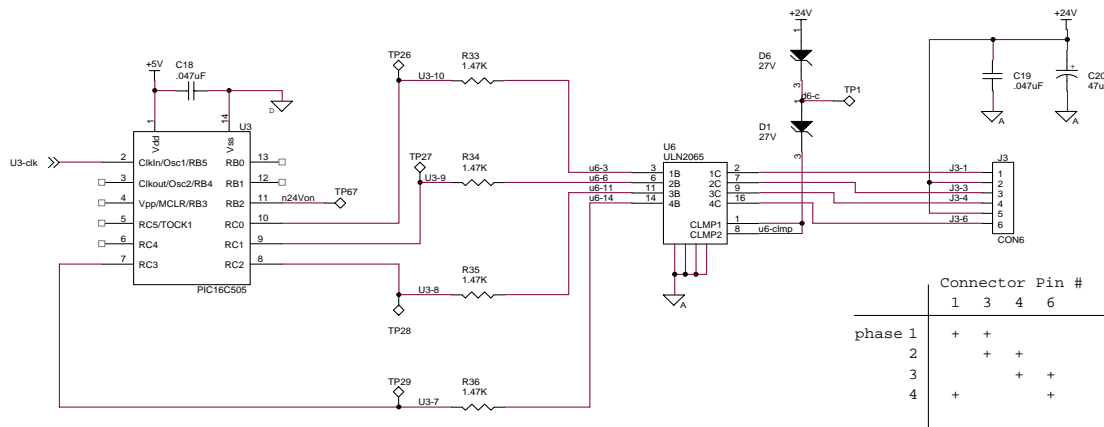 +24V
+24V
C18
.047uF
+5V
TP26
R33
1.47K
U3-10
D6
27V
1
3
d6-c
TP1
1
D1
27V
3
C19
.047uF
+
C20
47u
A
A
D
1
14
U3
Vdd
Vss
U3-clk
2
ClkIn/Osc1/RB5
RB0
13
3
Clkout/Osc2/RB4
RB1
12
4
Vpp/MCLR/RB3
RB2
11
n24Von
TP67
5
RC5/TOCK1
RC0
10
6
RC4
RC1
9
7
RC3
RC2
8
PIC16C505
TP27
R34
1.47K
U3-9
U6
ULN2065
u6-3
3
1B
1C
2
u6-6
6
2B
2C
7
u6-11
11
3B
3C
9
u6-14
14
4B
4C
16
CLMP1
1
CLMP2
8
u6-clmp
A
J3
J3-1
1
2
J3-3
3
J3-4
4
5
J3-6
6
CON6
R35
1.47K
U3-8
TP28
TP29
R36
1.47K
U3-7
Connector Pin #
1 3 4 6
phase 1 + +
2 + +
3 + +
4 + +